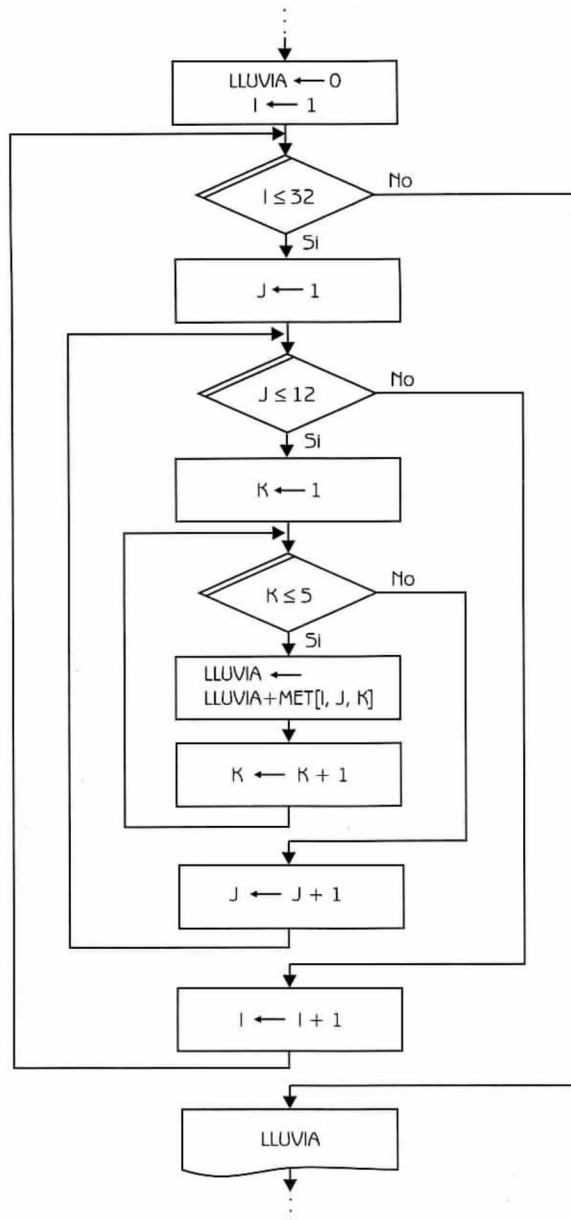 LLUVIA ← 0
I ← 1
I ≤ 32
No
Si
J ← 1
J ≤ 12
No
Si
K ← 1
K ≤ 5
No
Si
LLUVIA ←
LLUVIA+MET[I, J, K]
K ← K + 1
J ← J + 1
I ← I + 1
LLUVIA